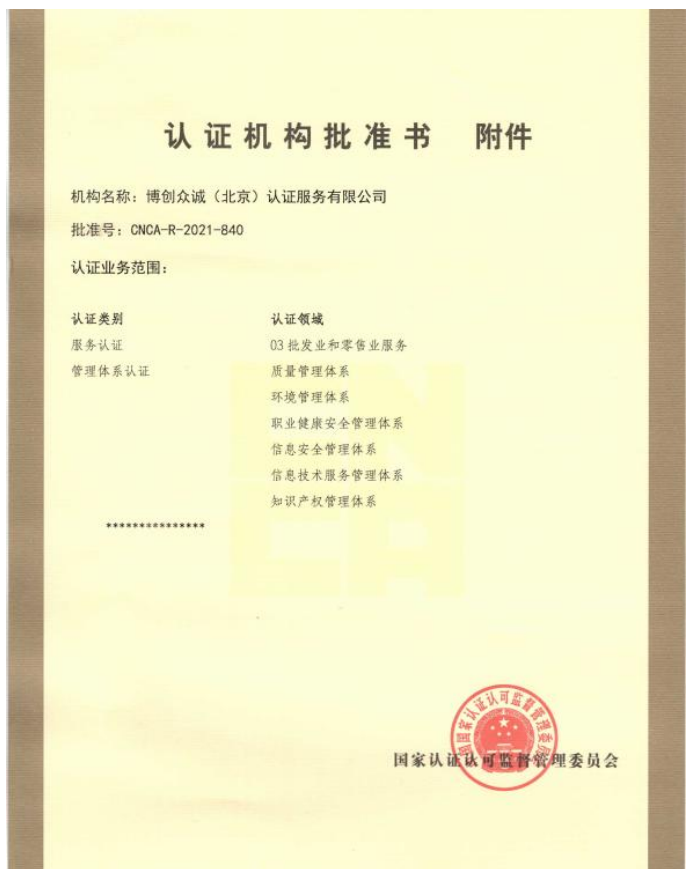 认证机构批准书 附件
机构名称：博创众诚（北京）认证服务有限公司
批准号：CNCA-R-2021-840
认证业务范围：
认证类别 认证领域
服务认证 03 批发业和零售业服务
管理体系认证 质量管理体系
环境管理体系
职业健康安全管理体系
信息安全管理体系
信息技术服务管理体系
知识产权管理体系
***************
国家认证认可监督管理委员会